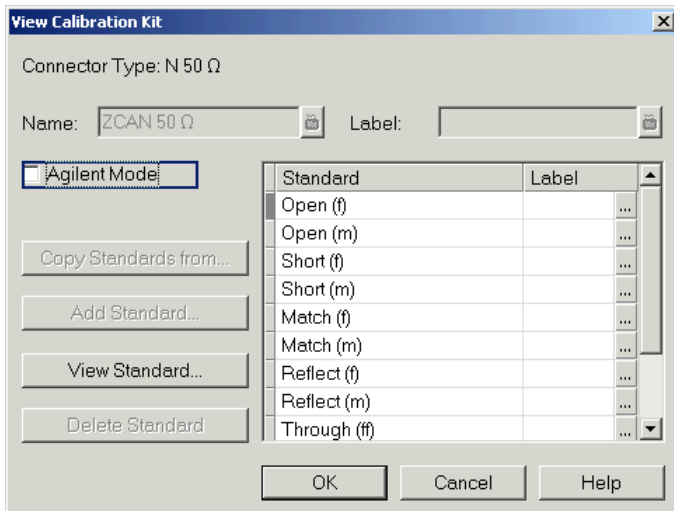 View Calibration Kit
Connector Type: N 50 Ω
Name: ZCAN 50 Ω Label:
Agilent Mode
Standard Label
Open (f) ...
Open (m) ...
Copy Standards from...
Short (f) ...
Short (m) ...
Add Standard...
Match (f) ...
Match (m) ...
View Standard...
Reflect (f) ...
Reflect (m) ...
Delete Standard
Through (ff) ...
OK Cancel Help